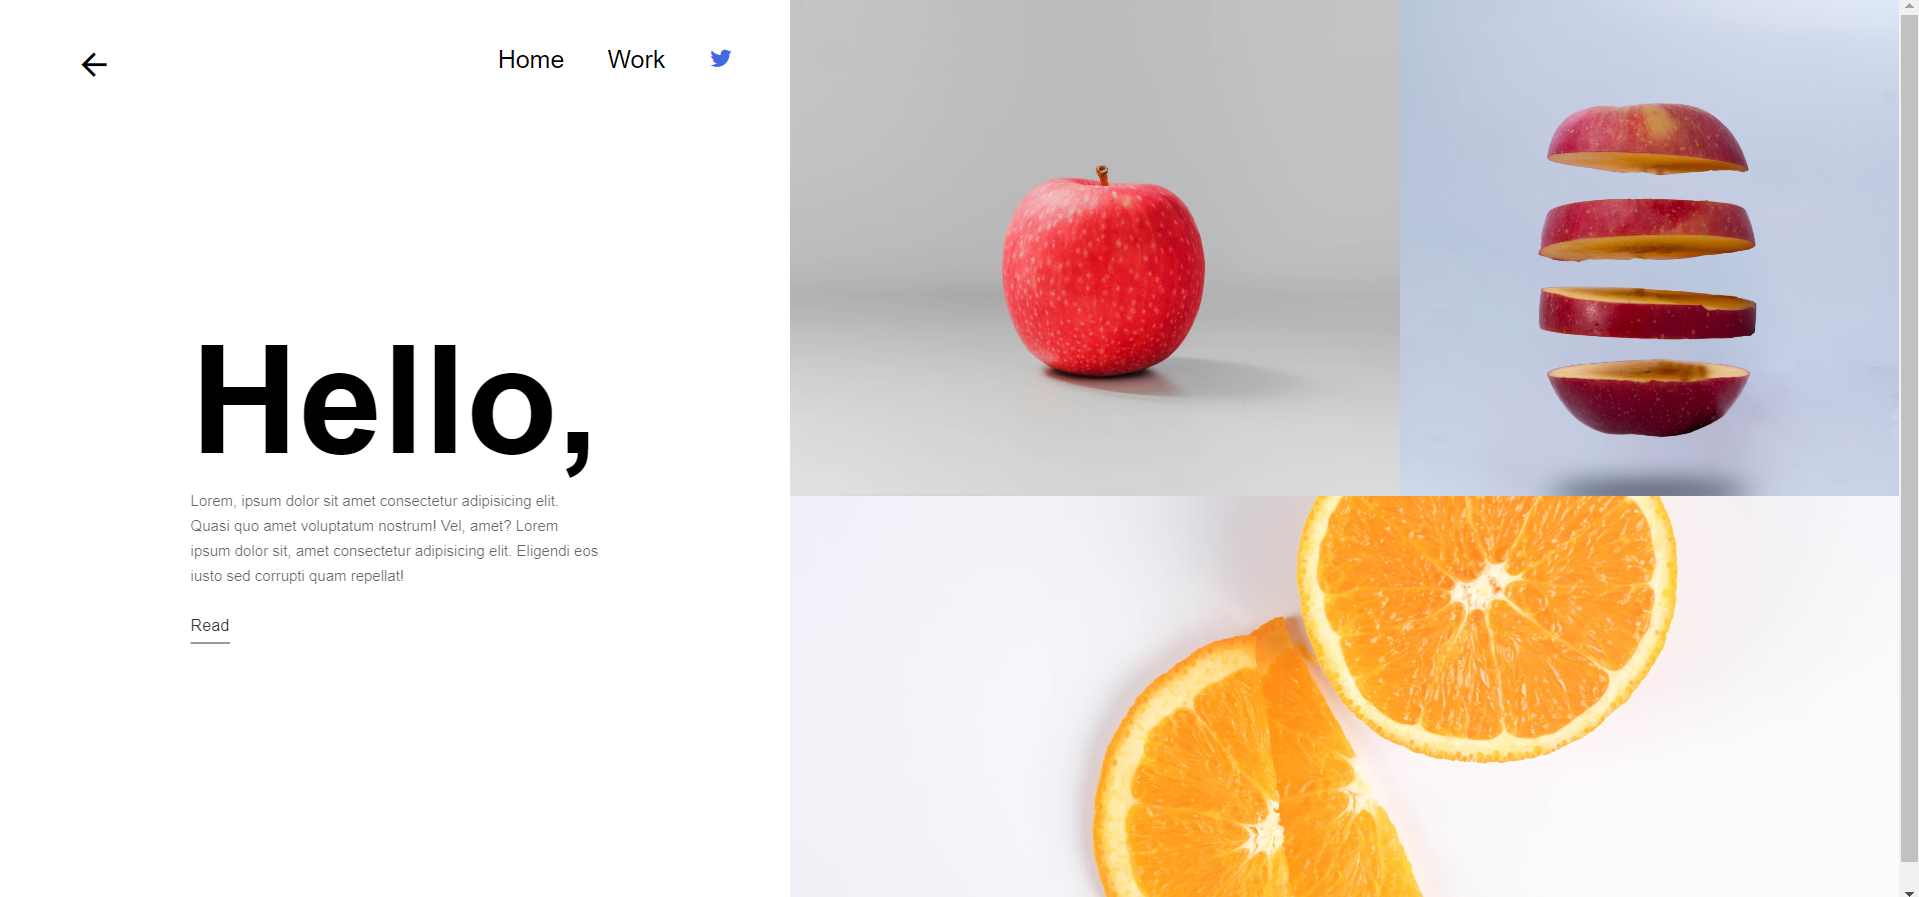 Home Work
Hello,
Lorem, ipsum dolor sit amet consectetur adipisicing elit.
Quasi quo amet voluptatum nostrum! Vel, amet? Lorem
ipsum dolor sit, amet consectetur adipisicing elit. Eligendi eos
iusto sed corrupti quam repellat!
Read